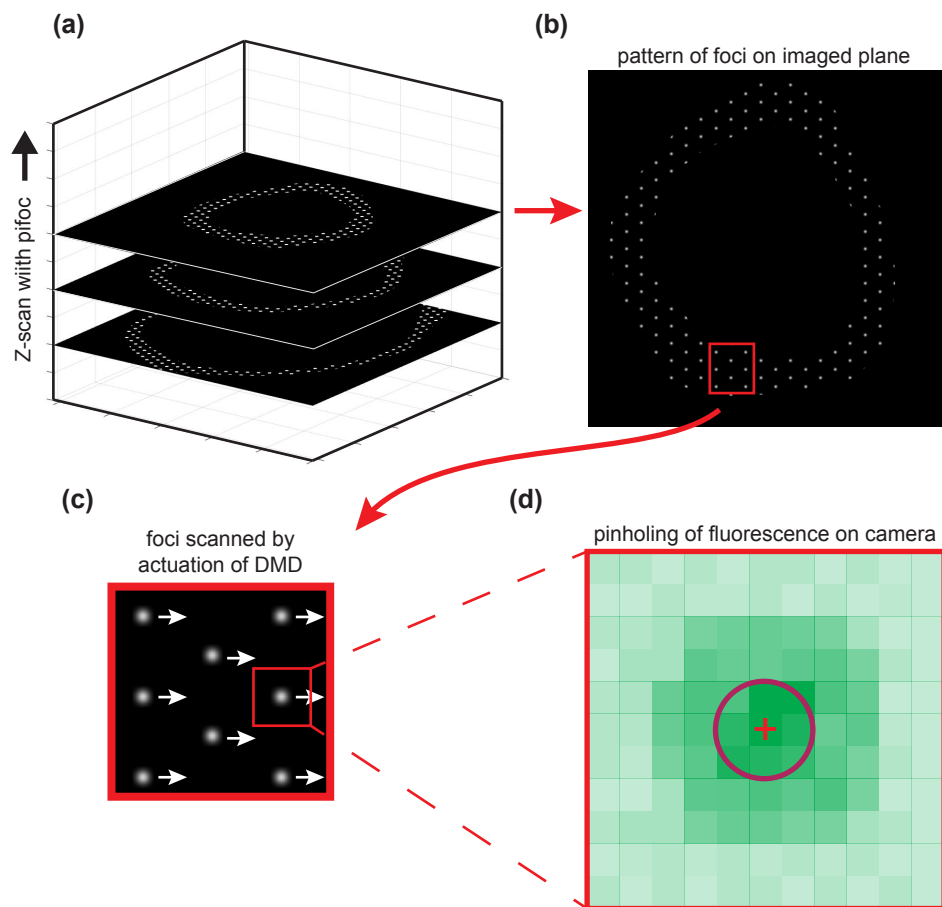 (a)
Z-scan wiith pifoc
(b)
pattern of foci on imaged plane
(c)
foci scanned by
actuation of DMD
(d)
pinholing of fluorescence on camera